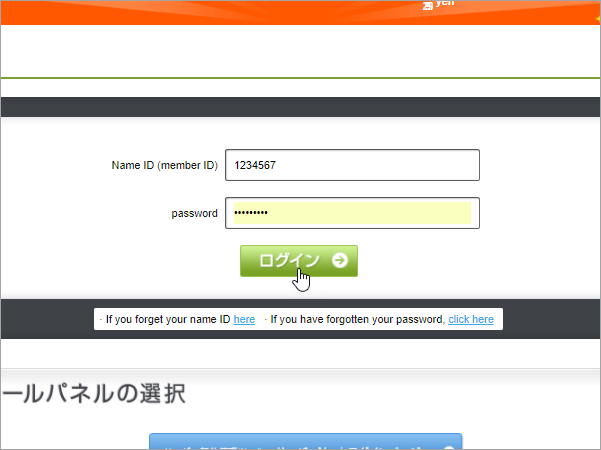 yen
Name ID (member ID) 1234567
password •••••••••
ログイン
· If you forget your name ID here · If you have forgotten your password, click here
ールパネルの選択